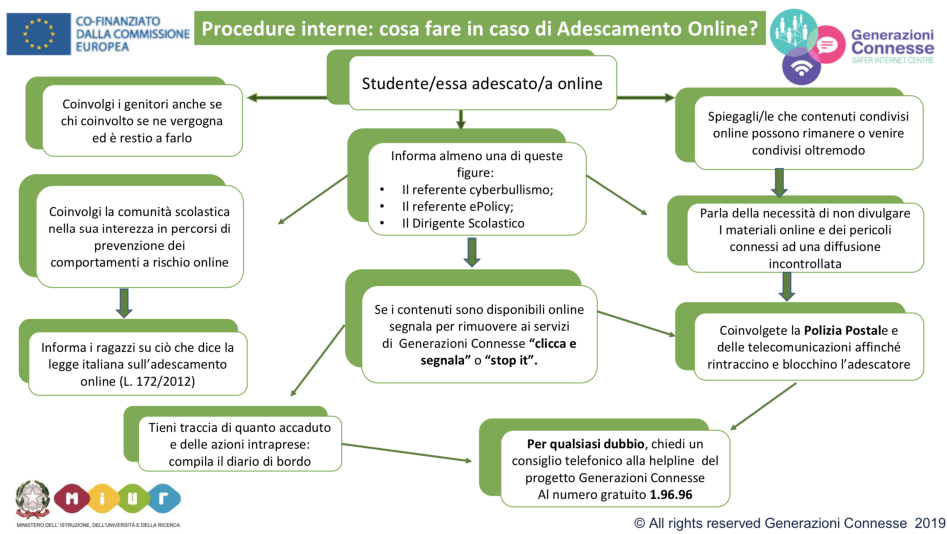 CO-FINANZIATO
DALLA COMMISSIONE
EUROPEA
Procedure interne: cosa fare in caso di Adescamento Online?
Generazioni
Connesse
SAFER INTERNET CENTRE
Studente/essa adescato/a online
Coinvolgi i genitori anche se
chi coinvolto se ne vergogna
ed è restio a farlo
Spiegagli/le che contenuti condivisi
online possono rimanere o venire
condivisi oltremodo
Informa almeno una di queste
figure:
• Il referente cyberbullismo;
• Il referente ePolicy;
• Il Dirigente Scolastico
Coinvolgi la comunità scolastica
nella sua interezza in percorsi di
prevenzione dei
comportamenti a rischio online
Parla della necessità di non divulgare
I materiali online e dei pericoli
connessi ad una diffusione
incontrollata
Se i contenuti sono disponibili online
segnala per rimuovere ai servizi
di Generazioni Connesse “clicca e
segnala” o “stop it”.
Informa i ragazzi su ciò che dice la
legge italiana sull’adescamento
online (L. 172/2012)
Coinvolgete la Polizia Postale e
delle telecomunicazioni affinché
rintraccino e blocchino l’adescatore
Tieni traccia di quanto accaduto
e delle azioni intraprese:
compila il diario di bordo
Per qualsiasi dubbio, chiedi un
consiglio telefonico alla helpline del
progetto Generazioni Connesse
Al numero gratuito 1.96.96
miur
MINISTERO DELL' ISTRUZIONE, DELL'UNIVERSITÀ E DELLA RICERCA
© All rights reserved Generazioni Connesse 2019